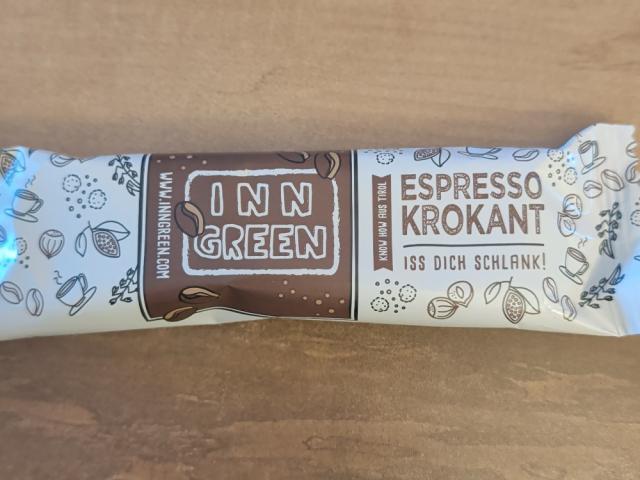 WWW.INNGREEN.COM
INN
GREEN
KNOW HOW AUS TIROL
ESPRESSO
KROKANT
ISS DICH SCHLANK!